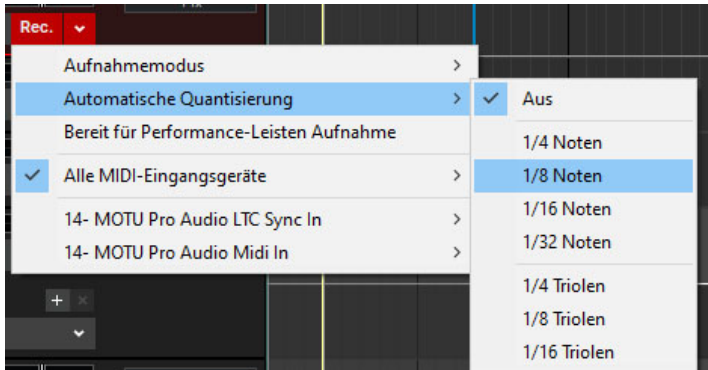 Rec.
Aufnahmemodus
Automatische Quantisierung
Bereit für Performance-Leisten Aufnahme
Alle MIDI-Eingangsgeräte
14- MOTU Pro Audio LTC Sync In
14- MOTU Pro Audio Midi In
Aus
1/4 Noten
1/8 Noten
1/16 Noten
1/32 Noten
1/4 Triolen
1/8 Triolen
1/16 Triolen